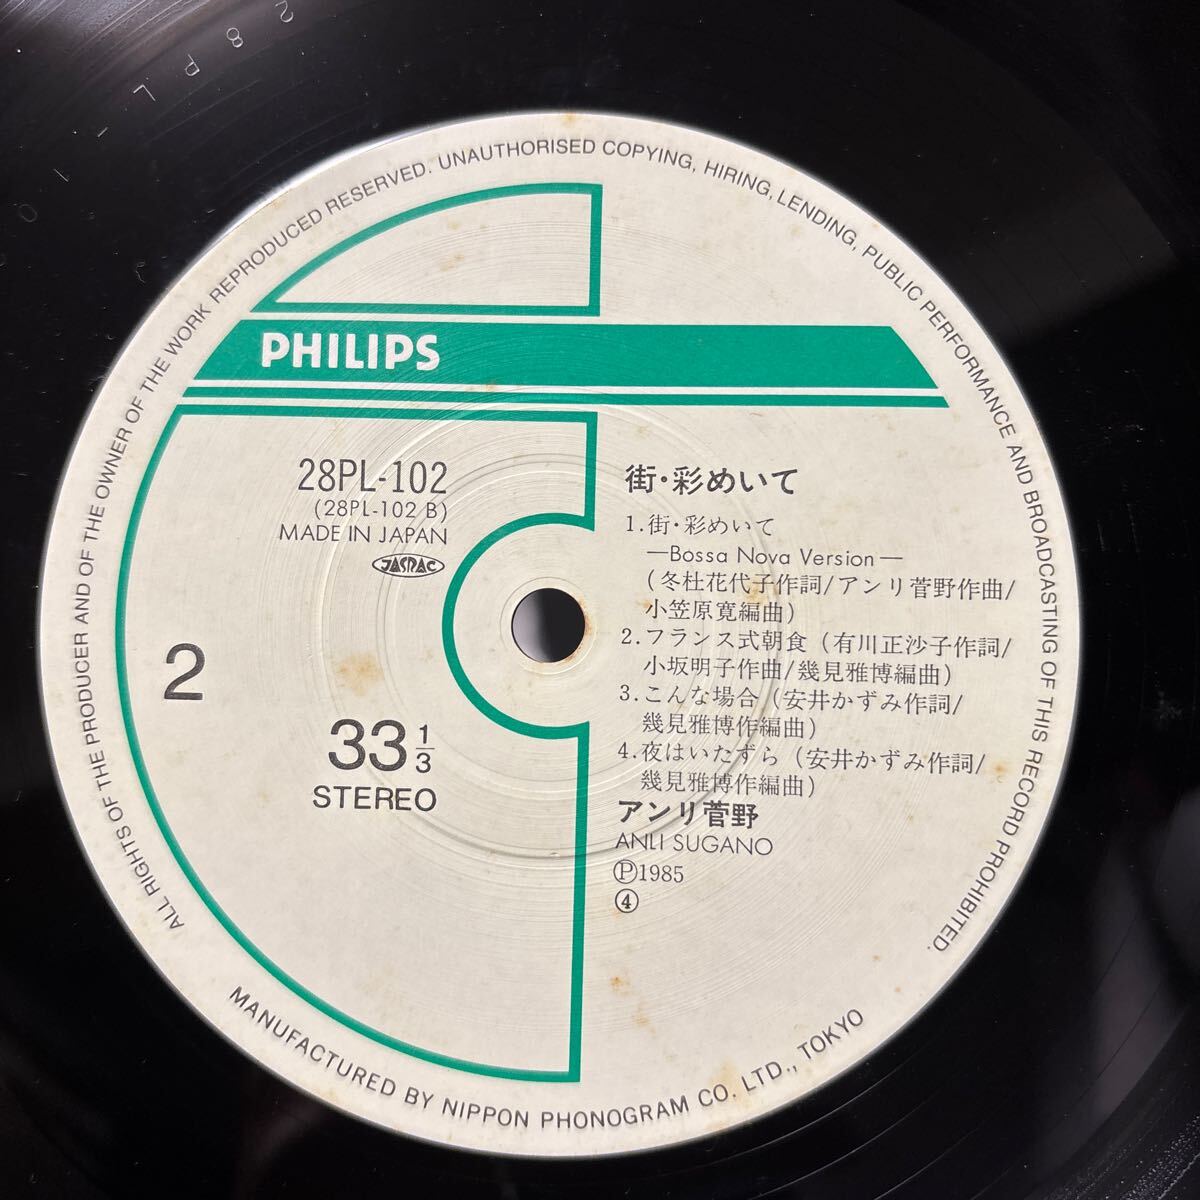 28PL-10
ALL RIGHTS OF THE PRODUCER AND OF THE OWNER OF THE WORK REPRODUCED RESERVED. UNAUTHORISED COPYING, HIRING, LENDING, PUBLIC PERFORMANCE AND BROADCASTING OF THIS RECORD PROHIBITED.
PHILIPS
28PL-102
(28PL-102 B)
MADE IN JAPAN
JASRAC
2
33 1/3
STEREO
街・彩めいて
1.街・彩めいて
—Bossa Nova Version—
(冬杜花代子作詞/アンリ菅野作曲/
小笠原寛編曲)
2.フランス式朝食 (有川正沙子作詞/
小坂明子作曲/幾見雅博編曲)
3.こんな場合 (安井かずみ作詞/
幾見雅博作編曲)
4.夜はいたずら (安井かずみ作詞/
幾見雅博作編曲)
アンリ菅野
ANLI SUGANO
Ⓟ1985
④
MANUFACTURED BY NIPPON PHONOGRAM CO. LTD., TOKYO